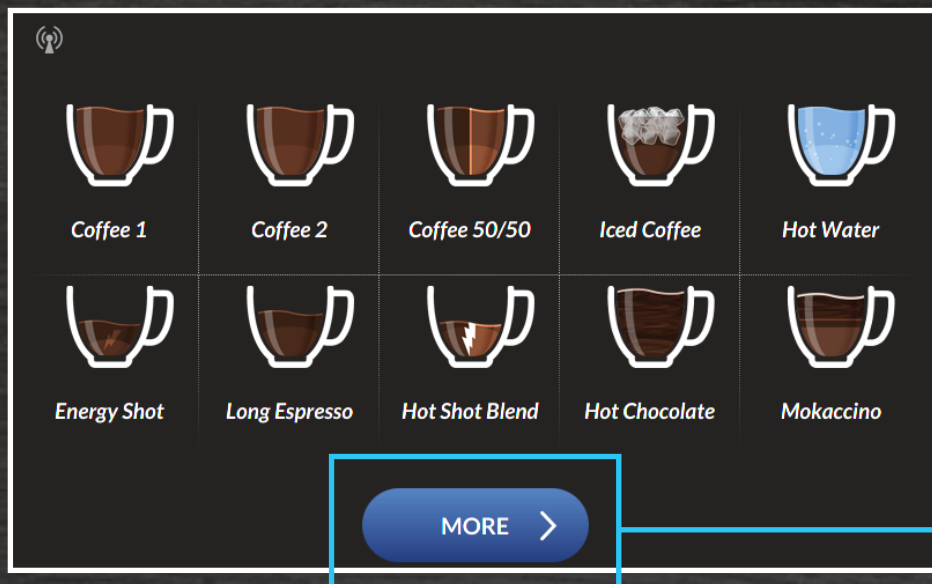 Coffee 1
Coffee 2
Coffee 50/50
Iced Coffee
Hot Water
Energy Shot
Long Espresso
Hot Shot Blend
Hot Chocolate
Mokaccino
MORE